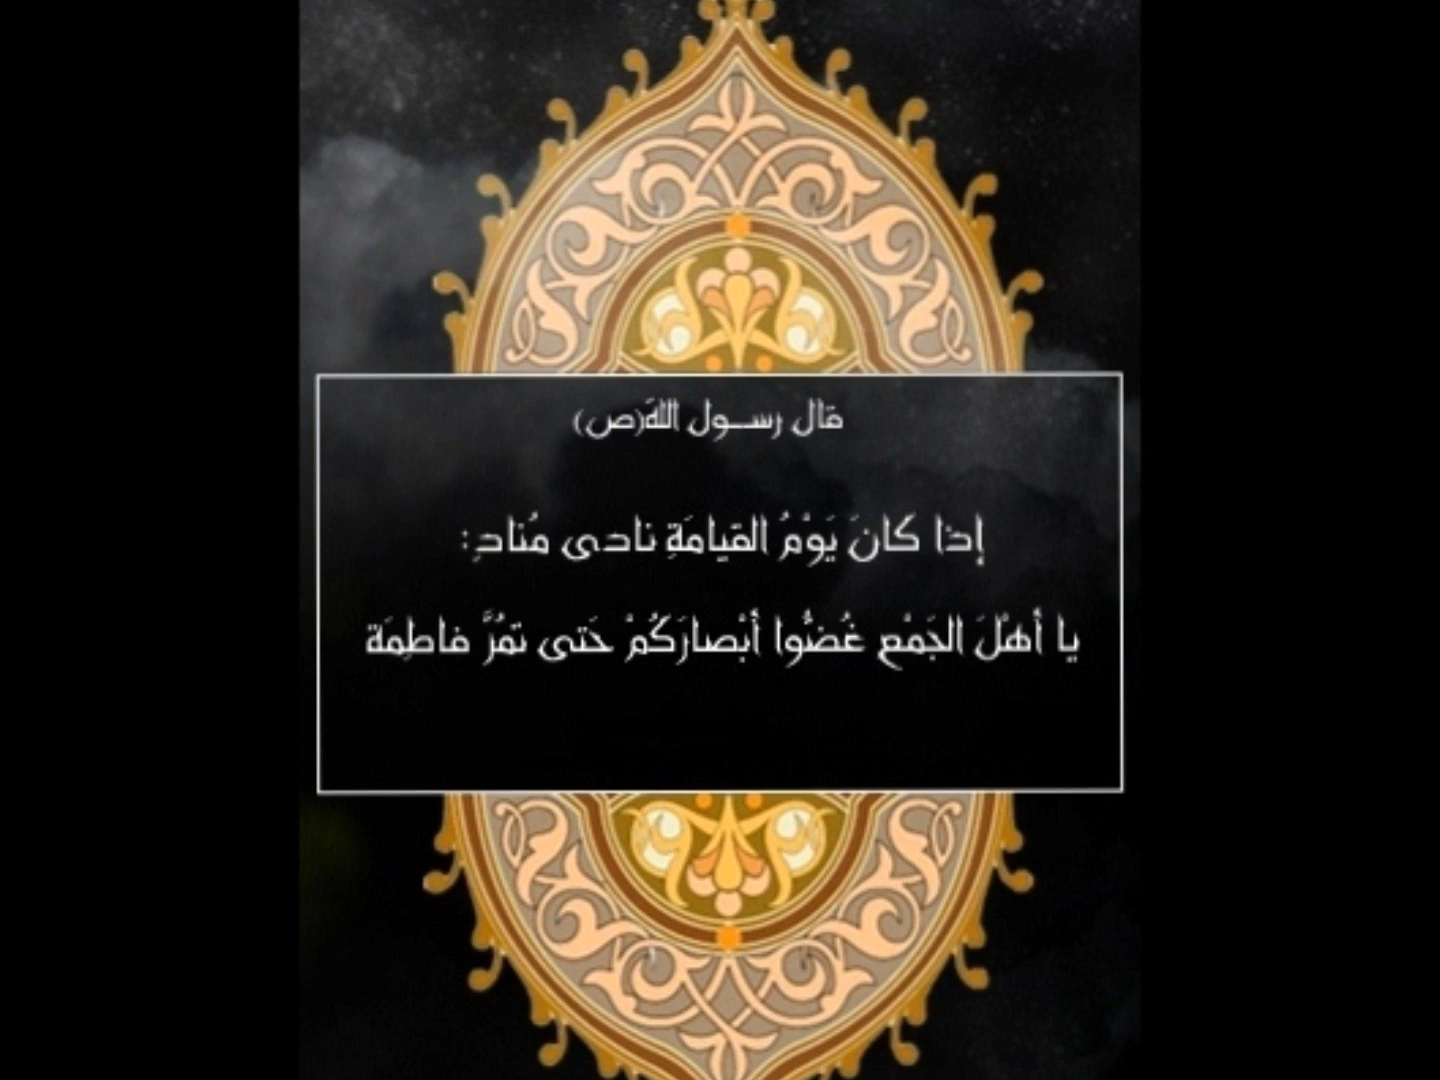 قال رسـول الله(ص)
إذا كانَ يَوْمُ القيامَةِ نادى مُنادِ:
يا أهْلَ الجَمْع غُضُّوا أبْصارَكُمْ حَتى تمُرَّ فاطِمَة